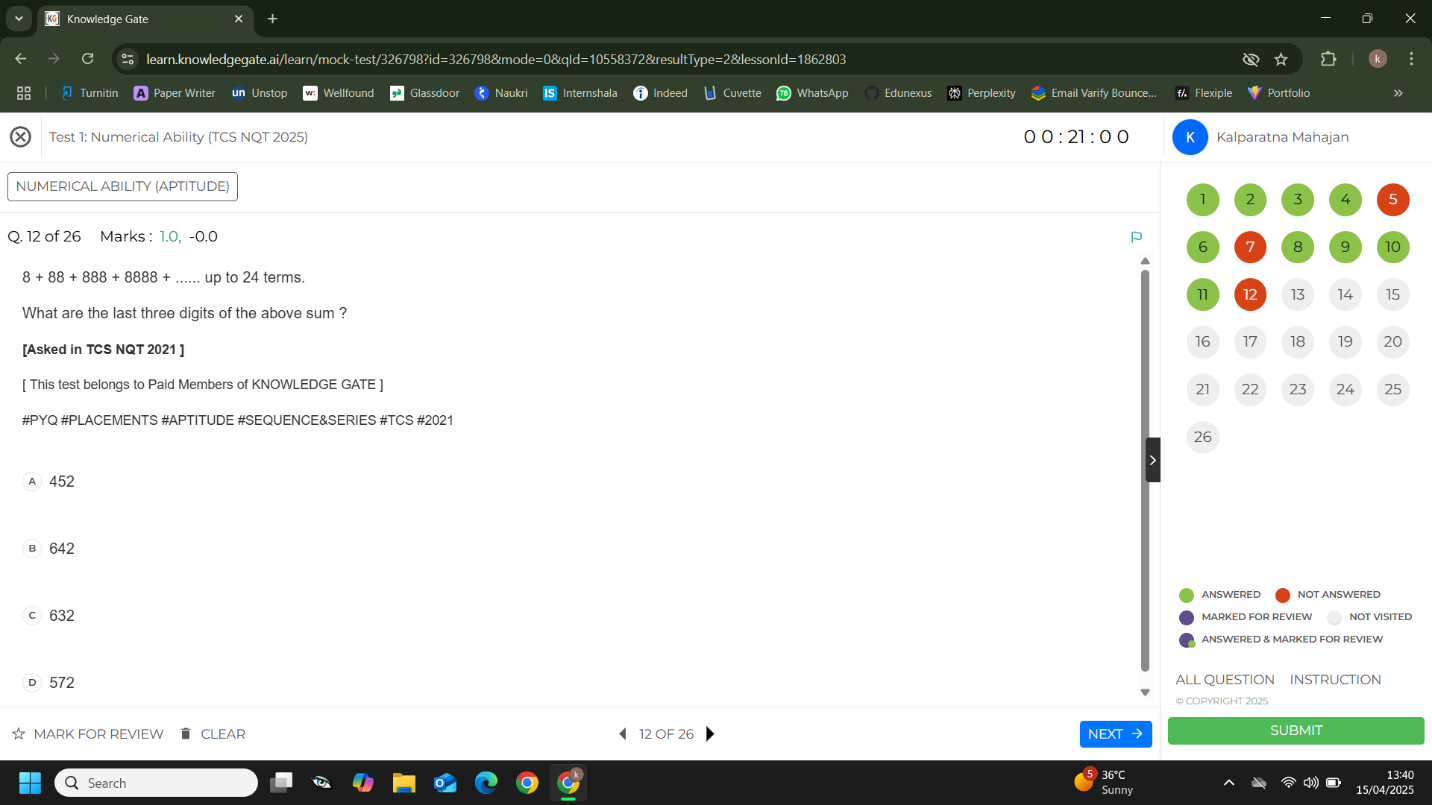 Knowledge Gate
learn.knowledgegate.ai/learn/mock-test/326798?id=326798&mode=0&qId=10558372&resultType=2&lessonId=1862803
k
Turnitin A Paper Writer un Unstop w: Wellfound Glassdoor Naukri IS Internshala Indeed Cuvette WhatsApp Edunexus Perplexity Email Varify Bounce... Flexiple Portfolio
Test 1: Numerical Ability (TCS NQT 2025)
0 0 : 21 : 0 0
K Kalparatna Mahajan
NUMERICAL ABILITY (APTITUDE)
Q. 12 of 26 Marks : 1.0, -0.0
8 + 88 + 888 + 8888 + ...... up to 24 terms.
What are the last three digits of the above sum ?
[Asked in TCS NQT 2021 ]
[ This test belongs to Paid Members of KNOWLEDGE GATE ]
#PYQ #PLACEMENTS #APTITUDE #SEQUENCE&SERIES #TCS #2021
A 452
B 642
C 632
D 572
MARK FOR REVIEW CLEAR
12 OF 26
NEXT
1 2 3 4 5
6 7 8 9 10
11 12 13 14 15
16 17 18 19 20
21 22 23 24 25
26
ANSWERED NOT ANSWERED
MARKED FOR REVIEW NOT VISITED
ANSWERED & MARKED FOR REVIEW
ALL QUESTION INSTRUCTION
© COPYRIGHT 2025
SUBMIT
Search
5 36°C
Sunny
13:40
15/04/2025